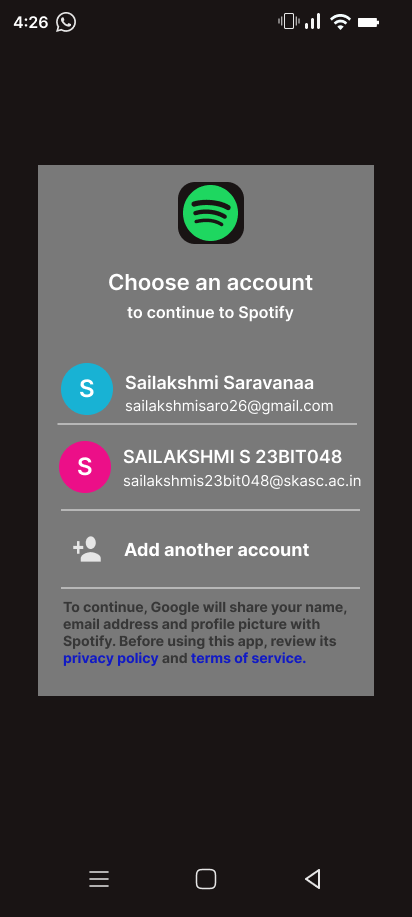 4:26
Choose an account
to continue to Spotify
S
Sailakshmi Saravanaa
sailakshmisaro26@gmail.com
S
SAILAKSHMI S 23BIT048
sailakshmis23bit048@skasc.ac.in
Add another account
To continue, Google will share your name,
email address and profile picture with
Spotify. Before using this app, review its
privacy policy and terms of service.